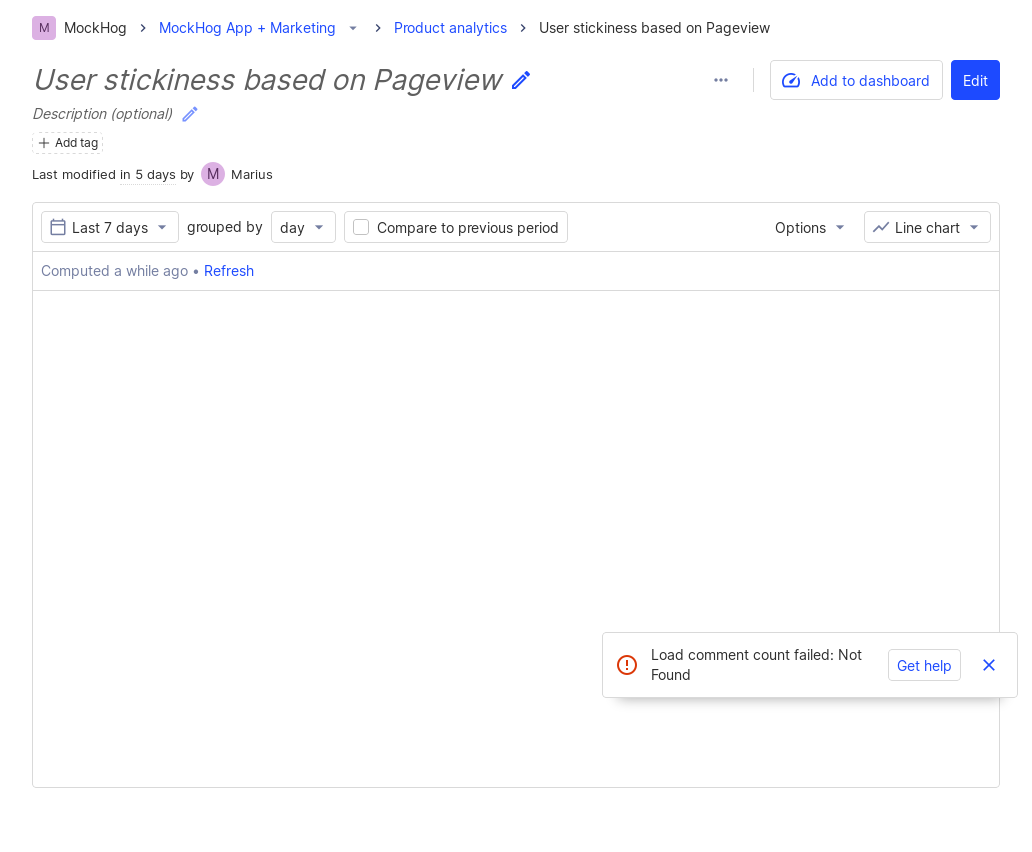 M MockHog MockHog App + Marketing Product analytics User stickiness based on Pageview
User stickiness based on Pageview
Add to dashboard Edit
Description (optional)
Add tag
Last modified in 5 days by M Marius
Last 7 days grouped by day Compare to previous period Options Line chart
Computed a while ago • Refresh
Load comment count failed: Not
Found
Get help